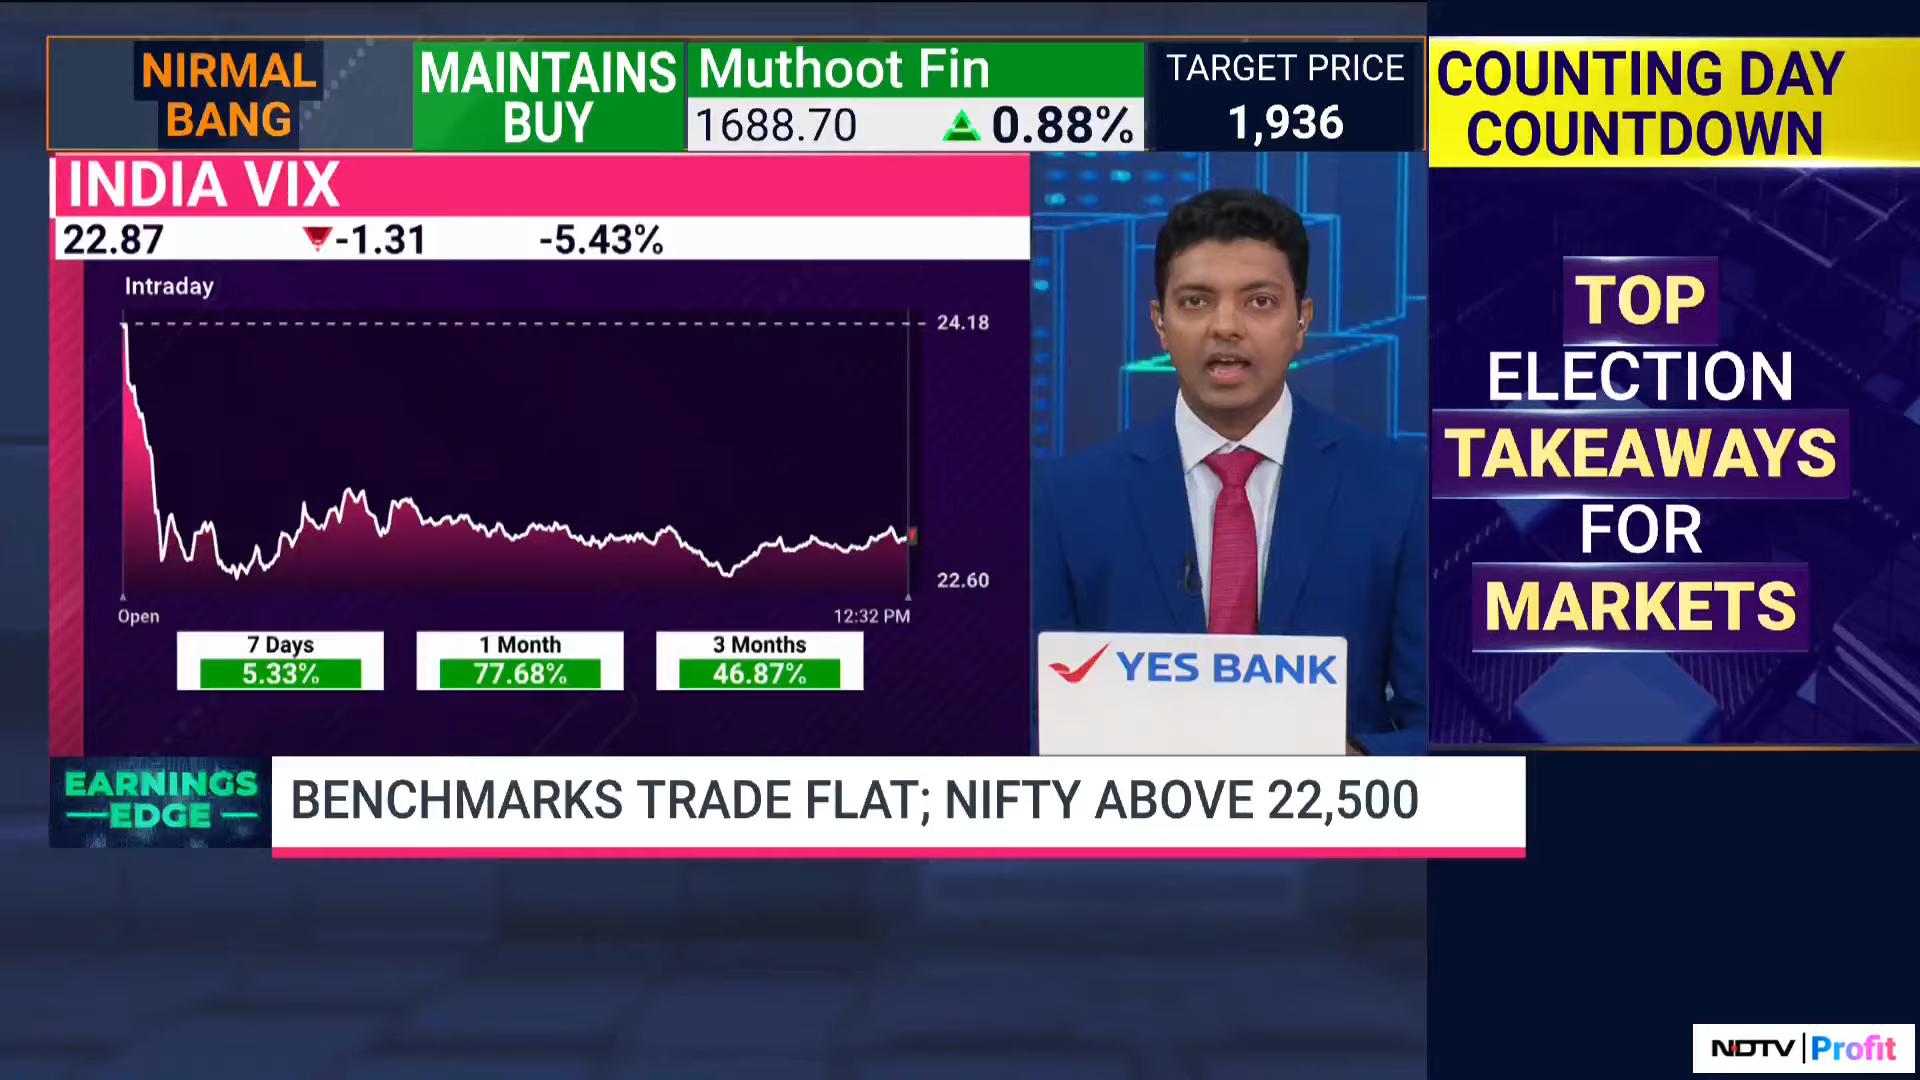 NIRMAL
BANG
MAINTAINS
BUY
Muthoot Fin
1688.70 0.88%
TARGET PRICE
1,936
COUNTING DAY
COUNTDOWN
INDIA VIX
22.87 -1.31 -5.43%
Intraday
24.18
22.60
Open 12:32 PM
7 Days
5.33%
1 Month
77.68%
3 Months
46.87%
YES BANK
TOP
ELECTION
TAKEAWAYS
FOR
MARKETS
EARNINGS
EDGE
BENCHMARKS TRADE FLAT; NIFTY ABOVE 22,500
NDTV Profit